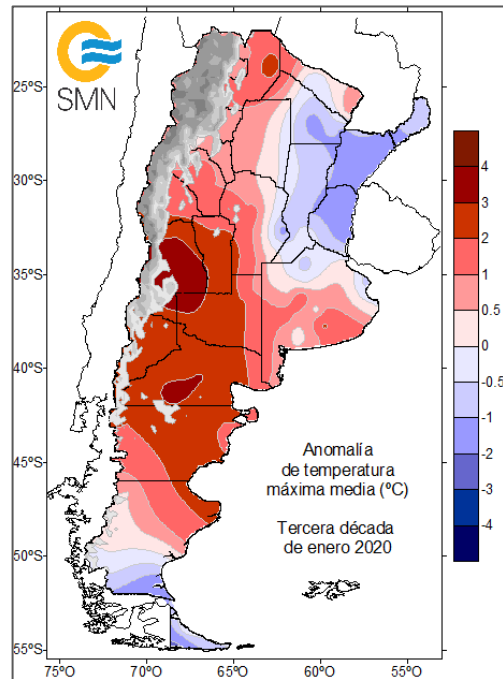 SMN
25ºS
30ºS
35ºS
40ºS
45ºS
50ºS
55ºS
75ºO
70ºO
65ºO
60ºO
55ºO
4
3
2
1
0.5
0
-0.5
-1
-2
-3
-4
Anomalía
de temperatura
máxima media (ºC)
Tercera década
de enero 2020